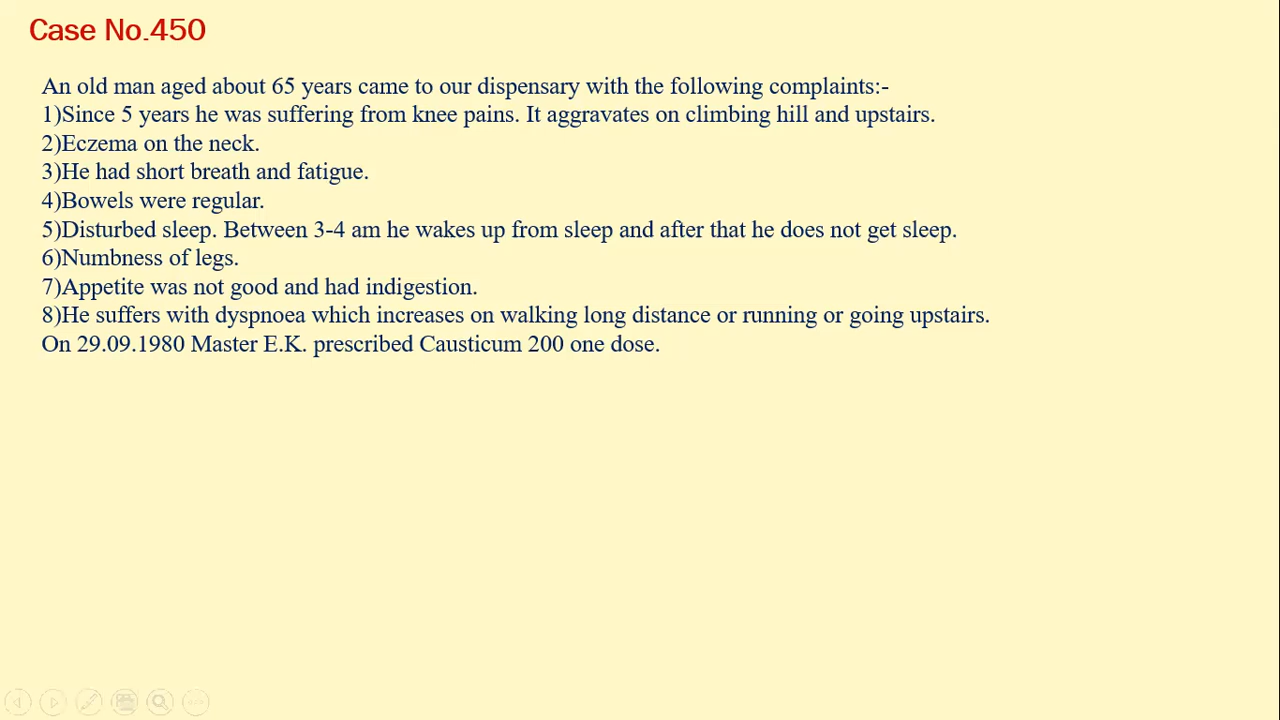 Case No.450
An old man aged about 65 years came to our dispensary with the following complaints:-
1)Since 5 years he was suffering from knee pains. It aggravates on climbing hill and upstairs.
2)Eczema on the neck.
3)He had short breath and fatigue.
4)Bowels were regular.
5)Disturbed sleep. Between 3-4 am he wakes up from sleep and after that he does not get sleep.
6)Numbness of legs.
7)Appetite was not good and had indigestion.
8)He suffers with dyspnoea which increases on walking long distance or running or going upstairs.
On 29.09.1980 Master E.K. prescribed Causticum 200 one dose.